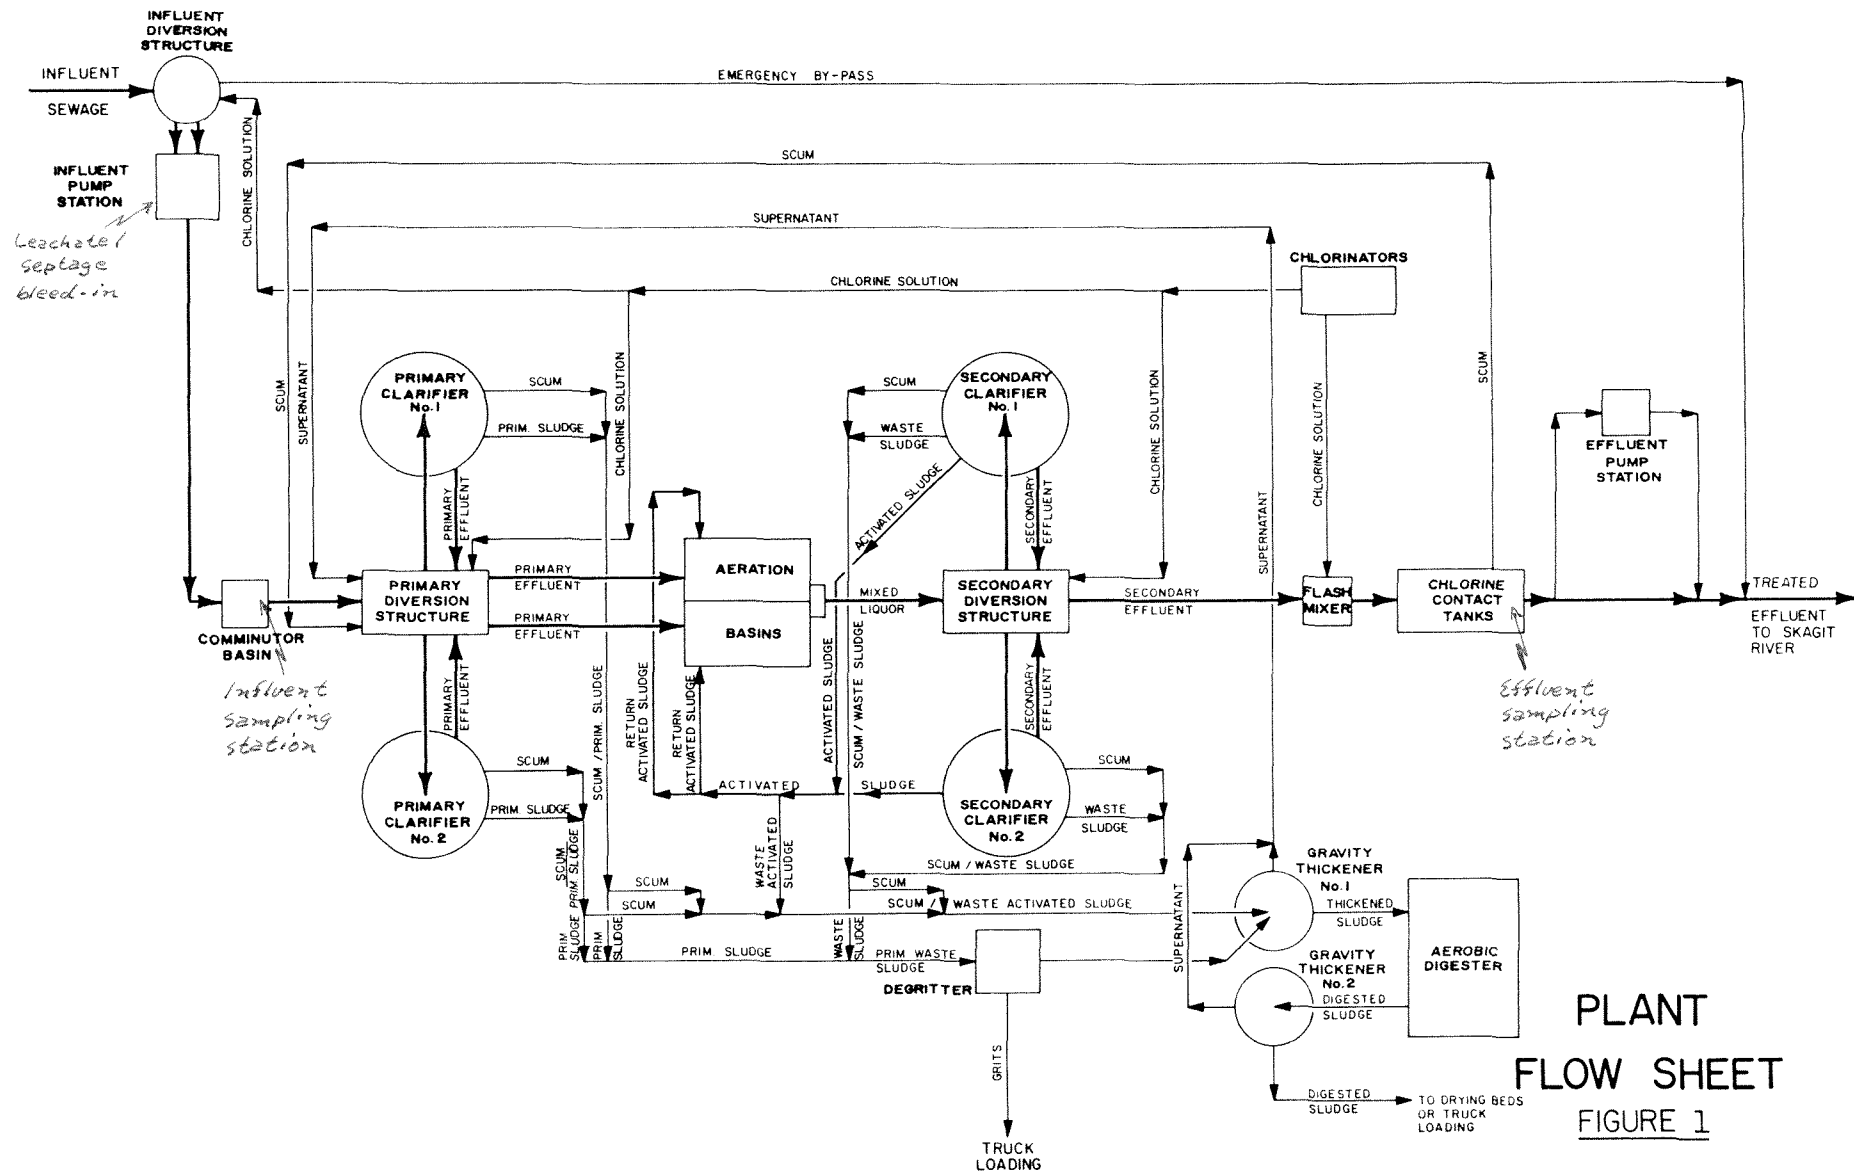 INFLUENT
DIVERSION
STRUCTURE
INFLUENT
SEWAGE
EMERGENCY BY-PASS
CHLORINE SOLUTION
INFLUENT
PUMP
STATION
Leachate/
septage
bleed-in
SCUM
SUPERNATANT
CHLORINATORS
CHLORINE SOLUTION
SCUM
SUPERNATANT
PRIMARY
CLARIFIER
No.1
SCUM
PRIM. SLUDGE
CHLORINE SOLUTION
SCUM
WASTE
SLUDGE
SECONDARY
CLARIFIER
No.1
ACTIVATED SLUDGE
CHLORINE SOLUTION
CHLORINE SOLUTION
SCUM
EFFLUENT
PUMP
STATION
PRIMARY
EFFLUENT
SECONDARY
EFFLUENT
SUPERNATANT
COMMINUTOR
BASIN
Influent
sampling
station
PRIMARY
DIVERSION
STRUCTURE
PRIMARY
EFFLUENT
PRIMARY
EFFLUENT
AERATION
BASINS
MIXED
LIQUOR
SECONDARY
DIVERSION
STRUCTURE
SECONDARY
EFFLUENT
FLASH
MIXER
CHLORINE
CONTACT
TANKS
TREATED
EFFLUENT
TO SKAGIT
RIVER
Effluent
sampling
station
PRIMARY
EFFLUENT
SCUM / PRIM. SLUDGE
RETURN
ACTIVATED SLUDGE
RETURN
ACTIVATED SLUDGE
ACTIVATED SLUDGE
SCUM / WASTE SLUDGE
SECONDARY
EFFLUENT
PRIMARY
CLARIFIER
No.2
SCUM
PRIM. SLUDGE
ACTIVATED SLUDGE
SECONDARY
CLARIFIER
No.2
SCUM
WASTE
SLUDGE
SCUM
PRIM. SLUDGE
WASTE
ACTIVATED
SLUDGE
SCUM / WASTE SLUDGE
SCUM
SCUM
SCUM
SCUM / WASTE ACTIVATED SLUDGE
PRIM
SLUDGE
PRIM
SLUDGE
PRIM. SLUDGE
WASTE
SLUDGE
PRIM WASTE
SLUDGE
DEGRITTER
GRITS
TRUCK
LOADING
SUPERNATANT
GRAVITY
THICKENER
No.1
THICKENED
SLUDGE
AEROBIC
DIGESTER
GRAVITY
THICKENER
No.2
DIGESTED
SLUDGE
DIGESTED
SLUDGE
TO DRYING BEDS
OR TRUCK
LOADING
PLANT
FLOW SHEET
FIGURE 1